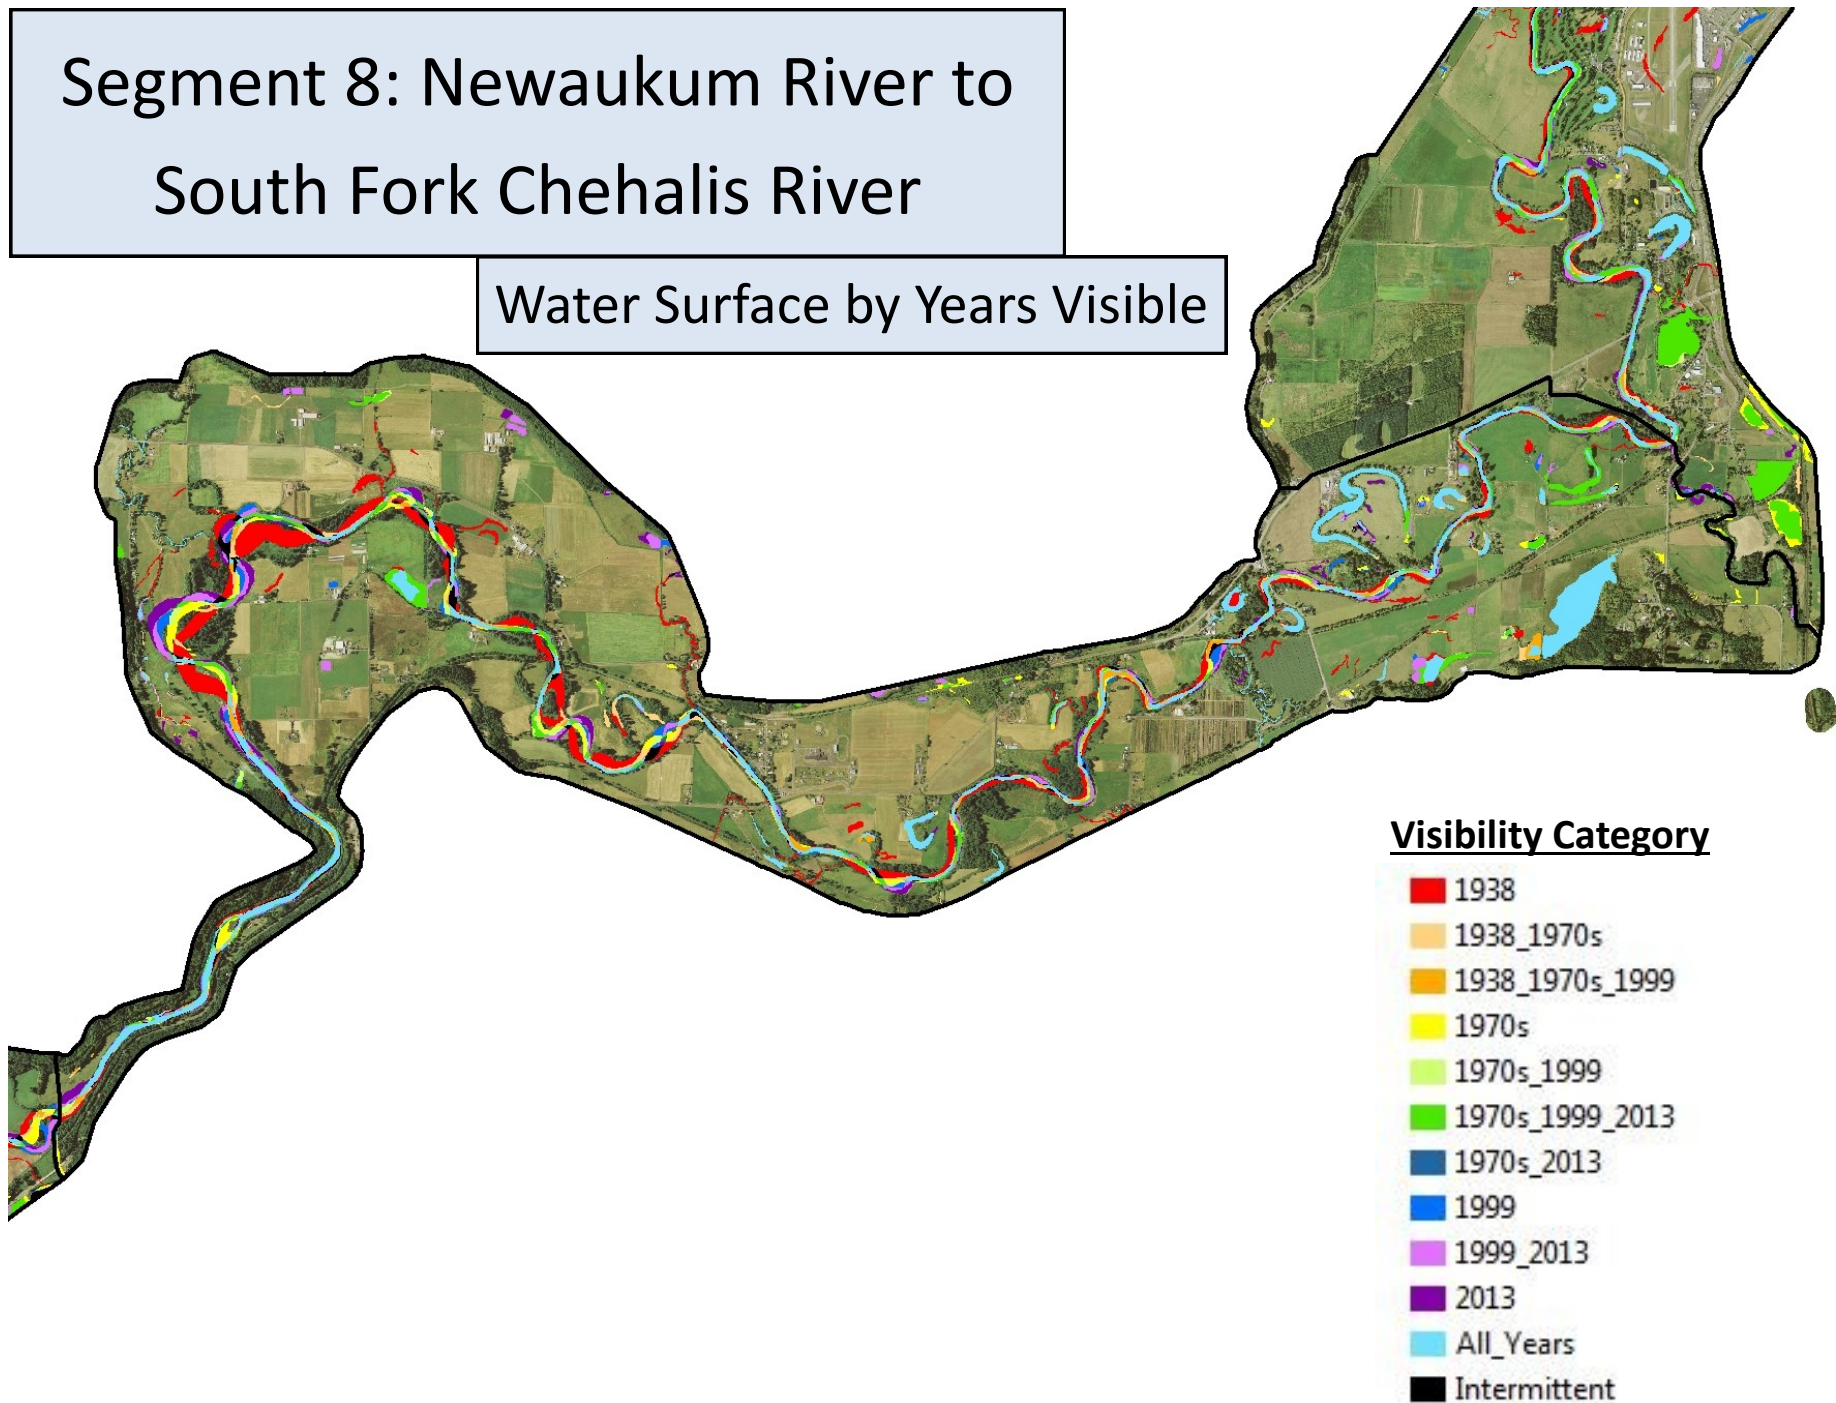 Segment 8: Newaukum River to
South Fork Chehalis River
Water Surface by Years Visible
Visibility Category
1938
1938_1970s
1938_1970s_1999
1970s
1970s_1999
1970s_1999_2013
1970s_2013
1999
1999_2013
2013
All_Years
Intermittent